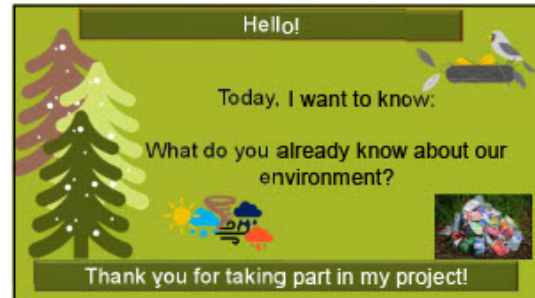 Hello!
Today, I want to know:
What do you already know about our
environment?
Thank you for taking part in my project!